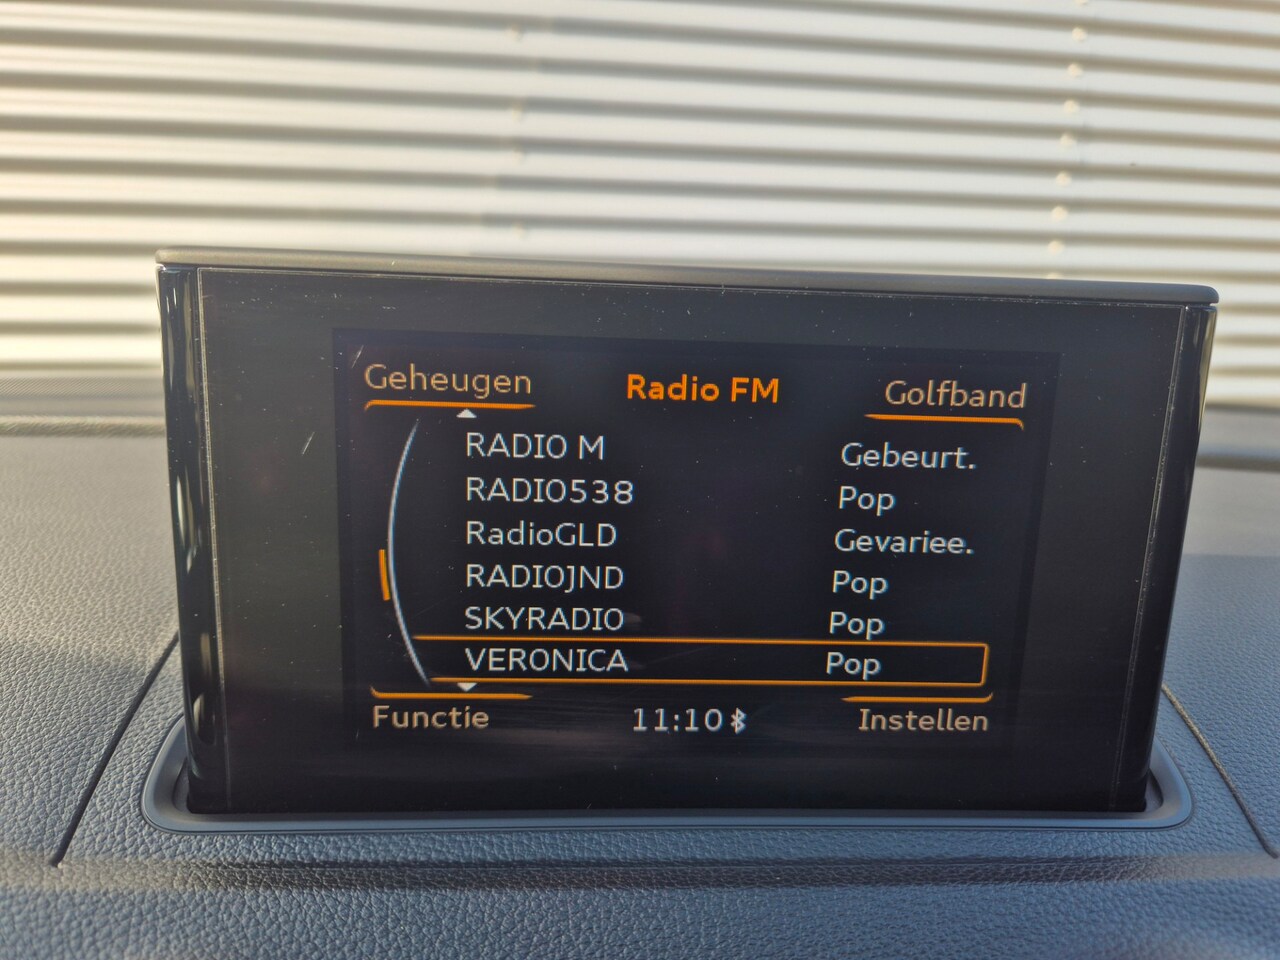 Geheugen Radio FM Golfband
RADIO M Gebeurt.
RADIO538 Pop
RadioGLD Gevariee.
RADIOJND Pop
SKYRADIO Pop
VERONICA Pop
Functie 11:10 Instellen